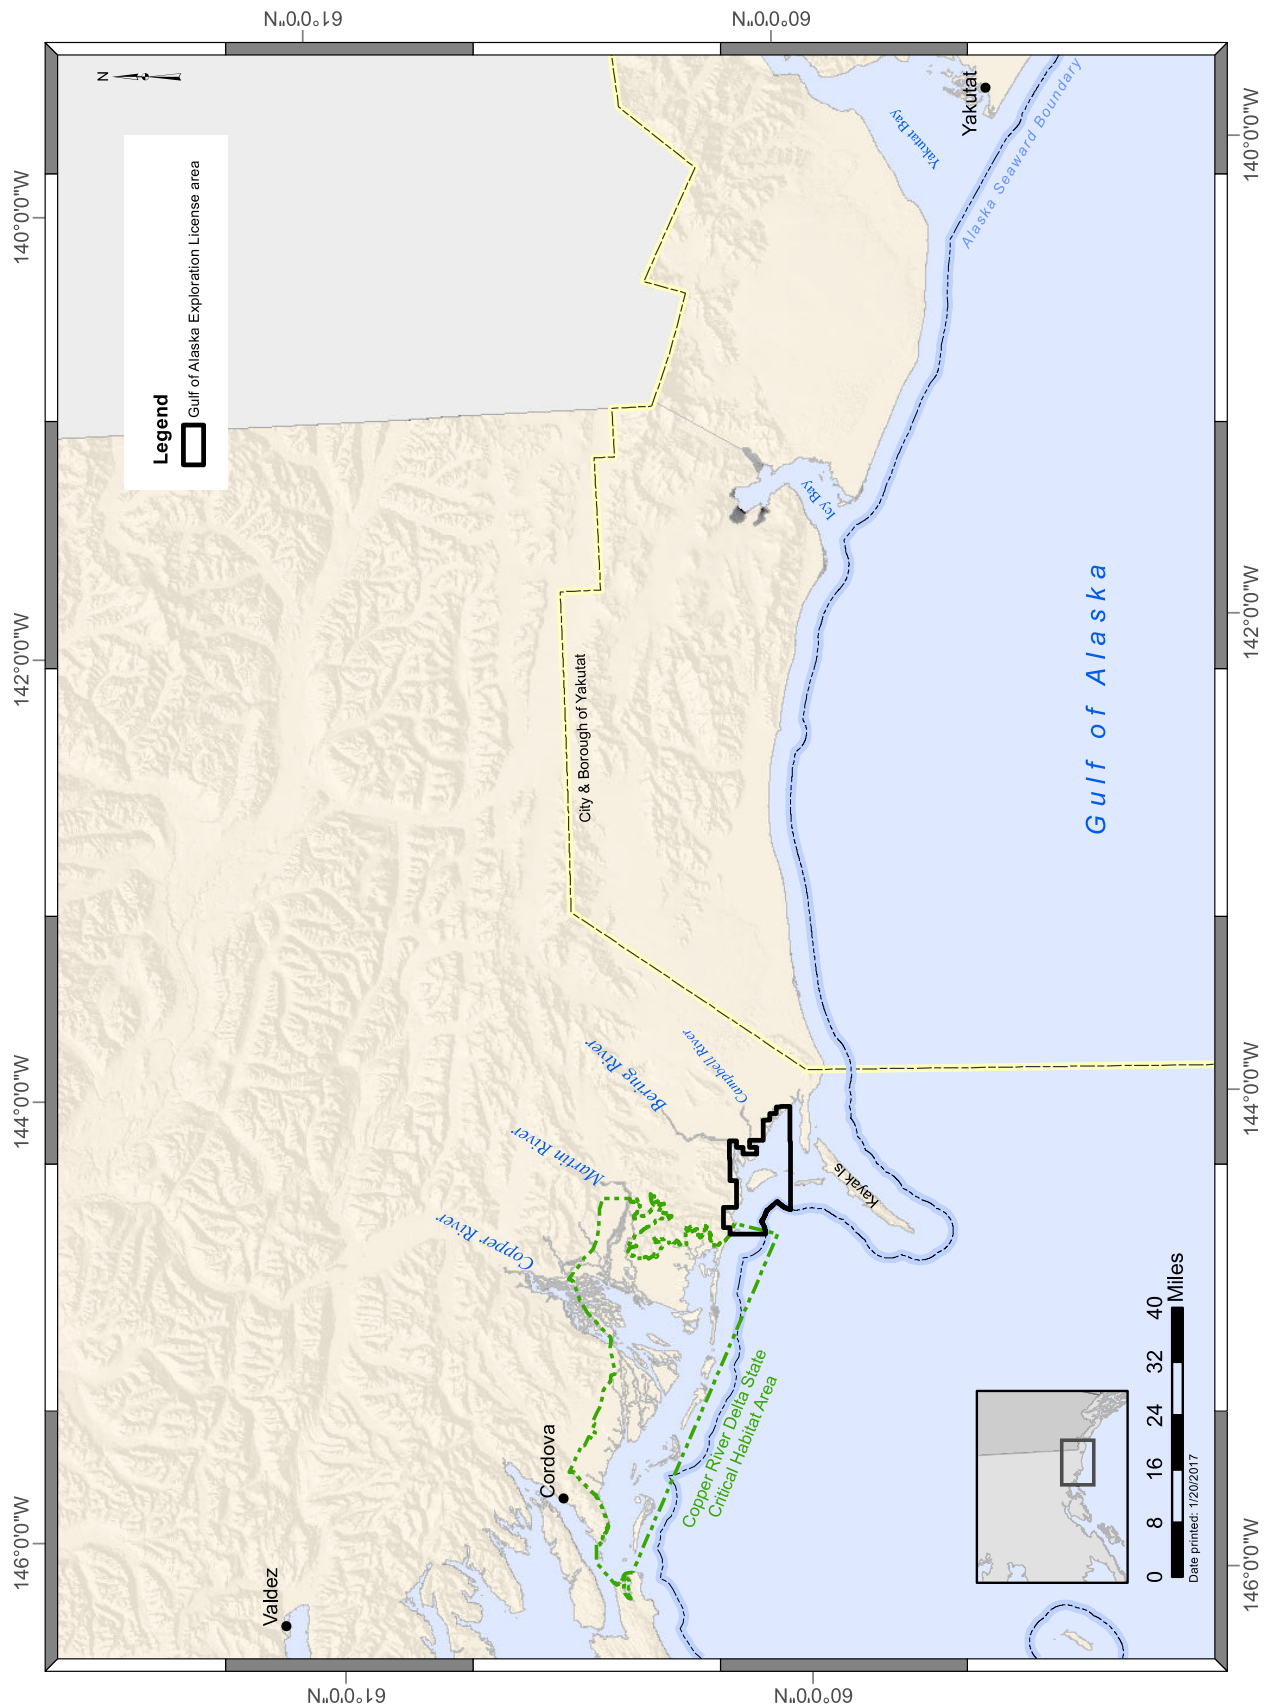 146°0'0"W
144°0'0"W
142°0'0"W
140°0'0"W
61°0'0"N
61°0'0"N
60°0'0"N
60°0'0"N
N
Legend
Gulf of Alaska Exploration License area
Valdez
Cordova
Copper River
Martin River
Bering River
Campbell River
City & Borough of Yakutat
Icy Bay
Yakutat Bay
Yakutat
Alaska Seaward Boundary
Kayak Is
Copper River Delta State
Critical Habitat Area
Gulf of Alaska
0 8 16 24 32 40
Miles
Date printed: 1/20/2017
146°0'0"W
144°0'0"W
142°0'0"W
140°0'0"W